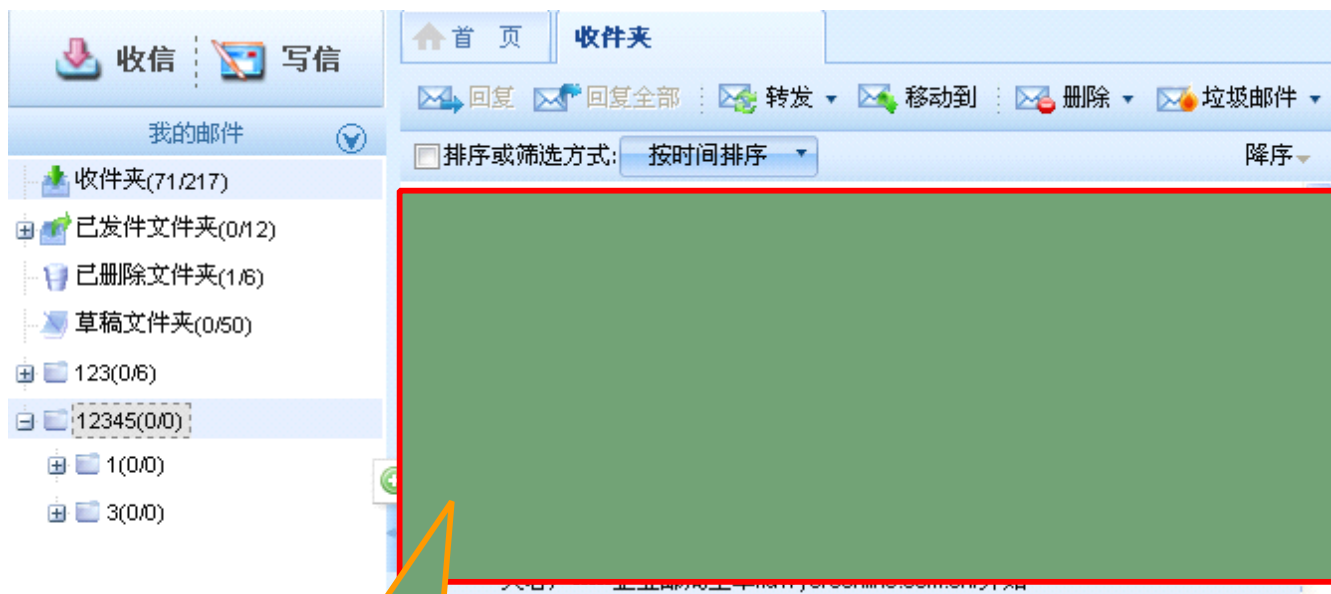 收信 写信
我的邮件
收件夹(71/217)
已发件文件夹(0/12)
已删除文件夹(1/6)
草稿文件夹(0/50)
123(0/6)
12345(0/0)
1(0/0)
3(0/0)
首 页 收件夹
回复 回复全部 转发 移动到 删除 垃圾邮件
排序或筛选方式: 按时间排序 降序